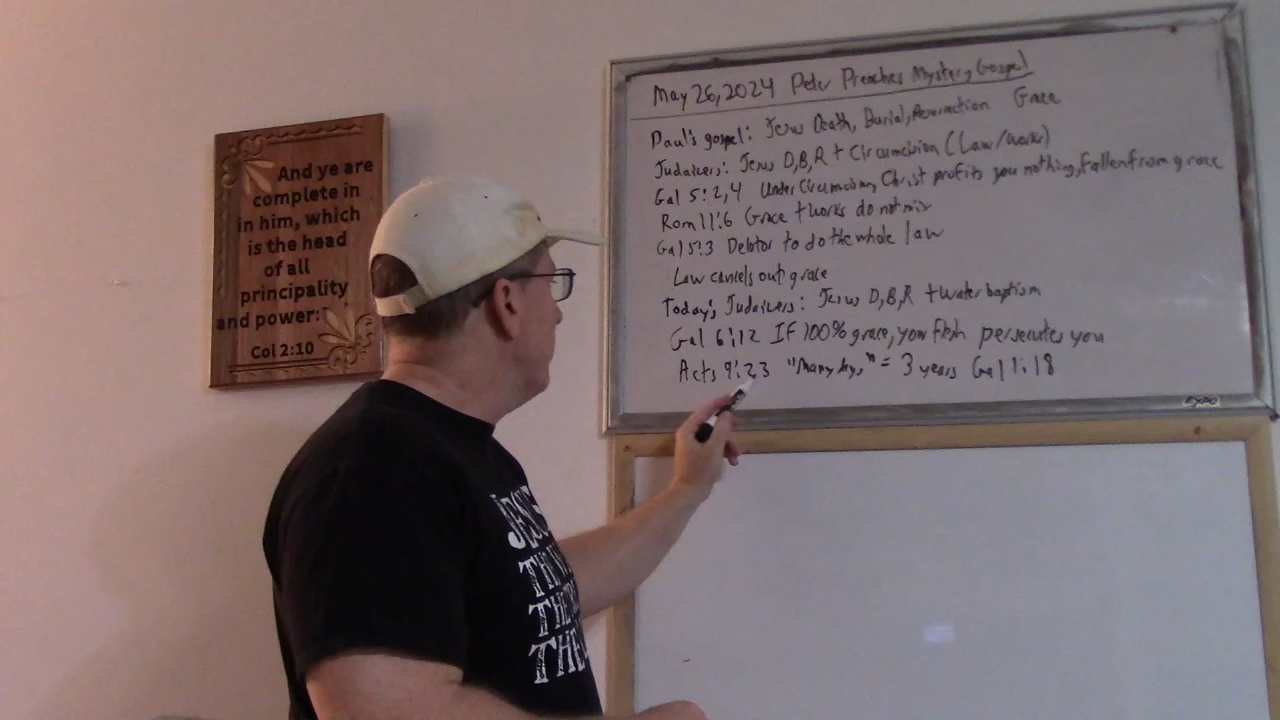 And ye are
complete in
in him, which
is the head
of all
principality
and power:
Col 2:10
May 26, 2024 Peter Preaches Mystery Gospel
Paul's gospel: Jesus Death, Burial, Resurrection Grace
Judaizers: Jesus D, B, R + Circumcision (Law/works)
Gal 5:2,4 Under Circumcision, Christ profits you nothing, fallen from grace
Rom 11:6 Grace + works do not mix
Gal 5:3 Debtor to do the whole law
Law cancels out grace
Today's Judaizers: Jesus D, B, R + water baptism
Gal 6:12 If 100% grace, your flesh persecutes you
Acts 9:23 "Many days" = 3 years Gal 1:18
EXPO
JESUS
THE
THE